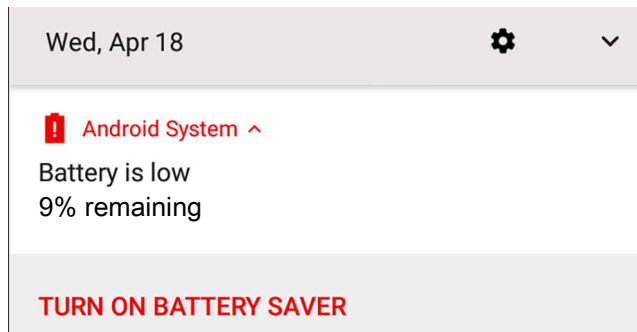 Wed, Apr 18
Android System
Battery is low
9% remaining
TURN ON BATTERY SAVER